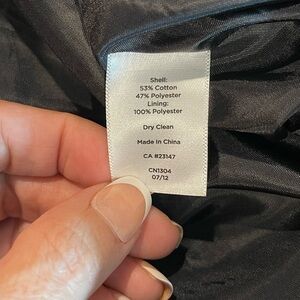 Shell:
53% Cotton
47% Polyester
Lining:
100% Polyester
Dry Clean
Made In China
CA #23147
CN1304
07/12